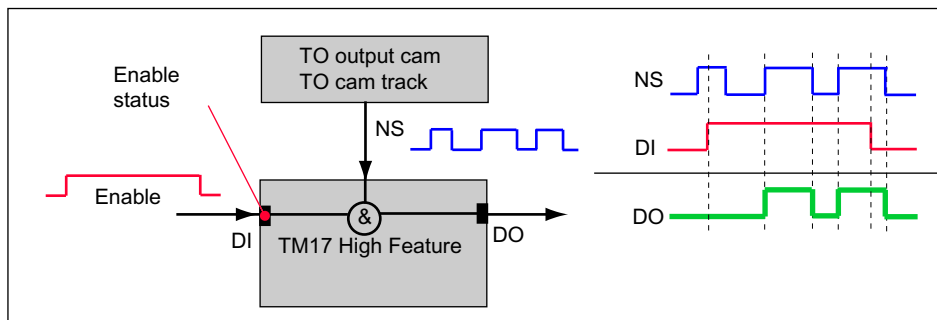 TO output cam
TO cam track
Enable
status
NS
Enable
DI
&
DO
TM17 High Feature
NS
DI
DO